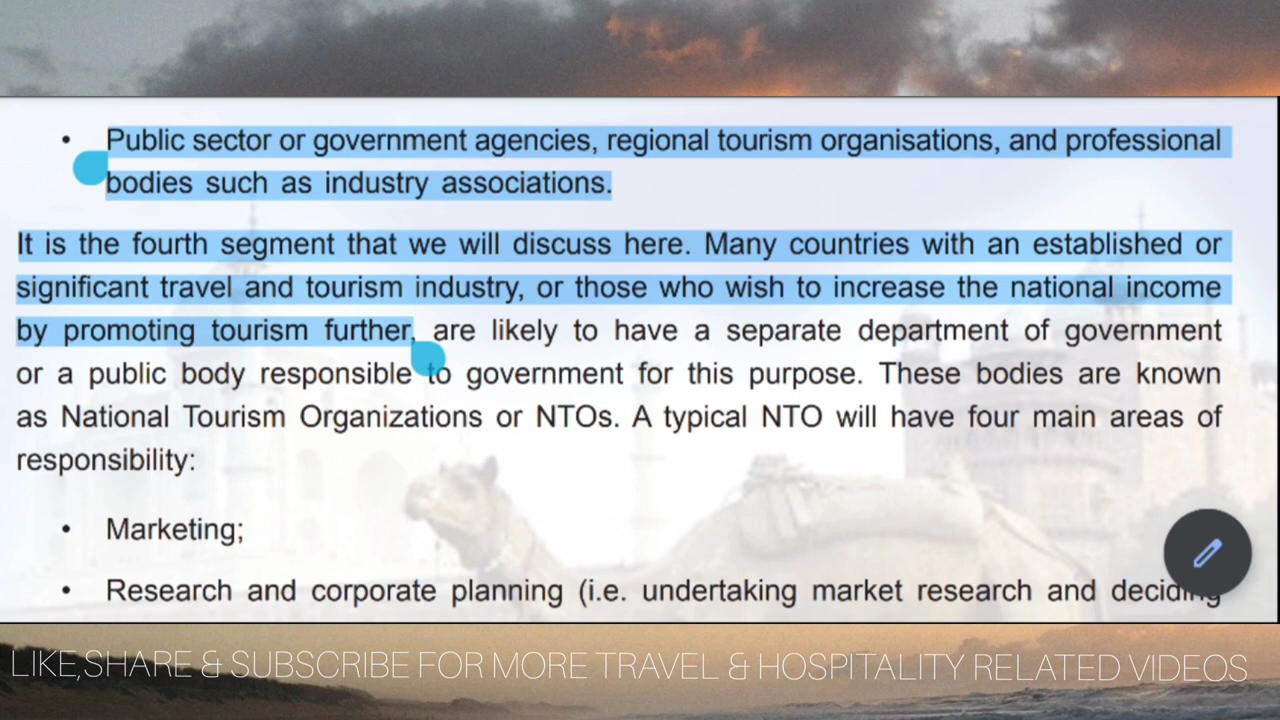 • Public sector or government agencies, regional tourism organisations, and professional
bodies such as industry associations.
It is the fourth segment that we will discuss here. Many countries with an established or
significant travel and tourism industry, or those who wish to increase the national income
by promoting tourism further, are likely to have a separate department of government
or a public body responsible to government for this purpose. These bodies are known
as National Tourism Organizations or NTOs. A typical NTO will have four main areas of
responsibility:
• Marketing;
• Research and corporate planning (i.e. undertaking market research and deciding
LIKE,SHARE & SUBSCRIBE FOR MORE TRAVEL & HOSPITALITY RELATED VIDEOS